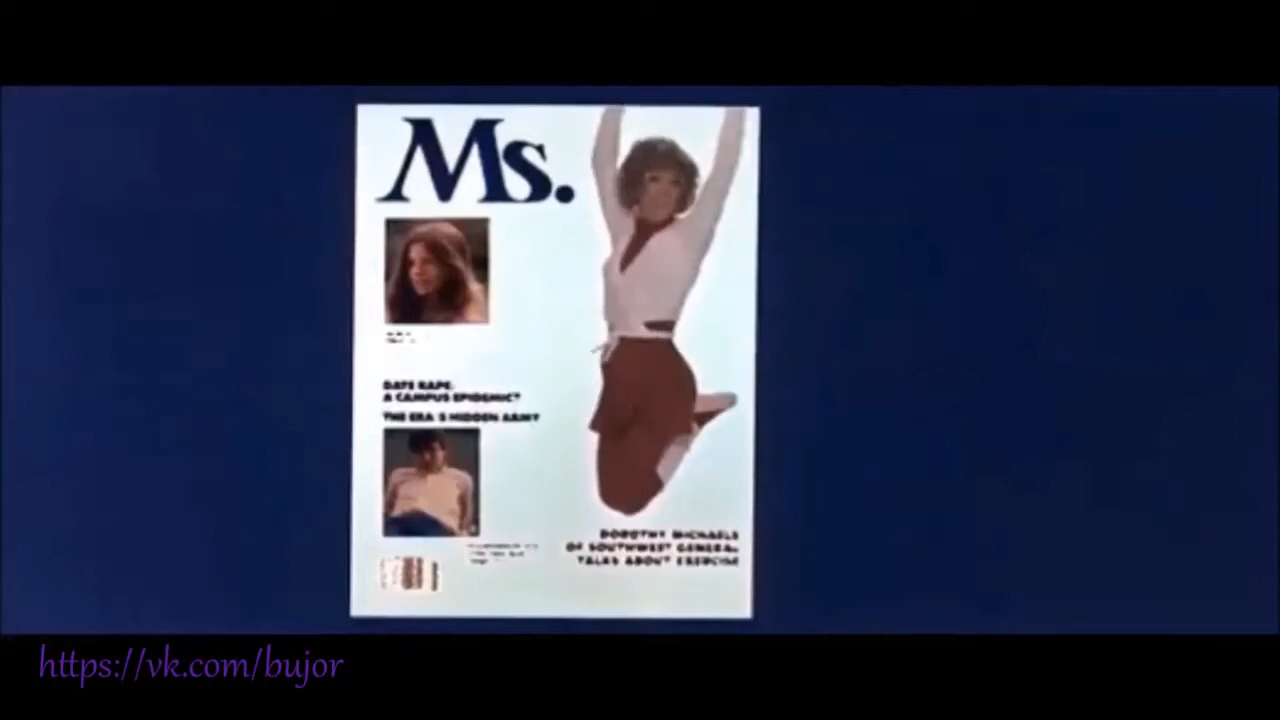 Ms.
DATE RAPE:
A CAMPUS EPIDEMIC?
THE ERA'S HIDDEN ARMY
DOROTHY MICHAELS
OF SOUTHWEST GENERAL
TALKS ABOUT EXERCISE
https://vk.com/bujor